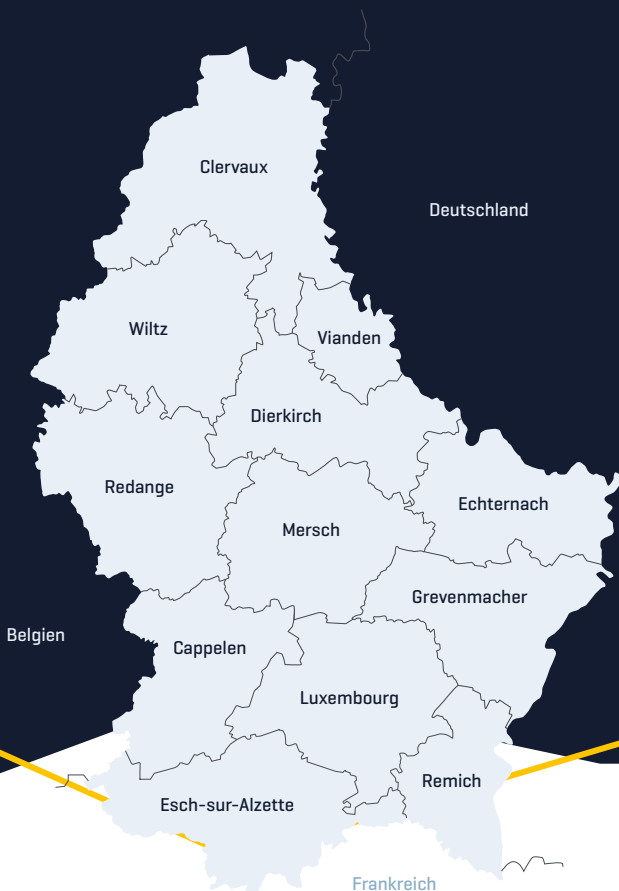 Clervaux
Deutschland
Wiltz
Vianden
Dierkirch
Redange
Echternach
Mersch
Grevenmacher
Belgien
Cappelen
Luxembourg
Remich
Esch-sur-Alzette
Frankreich